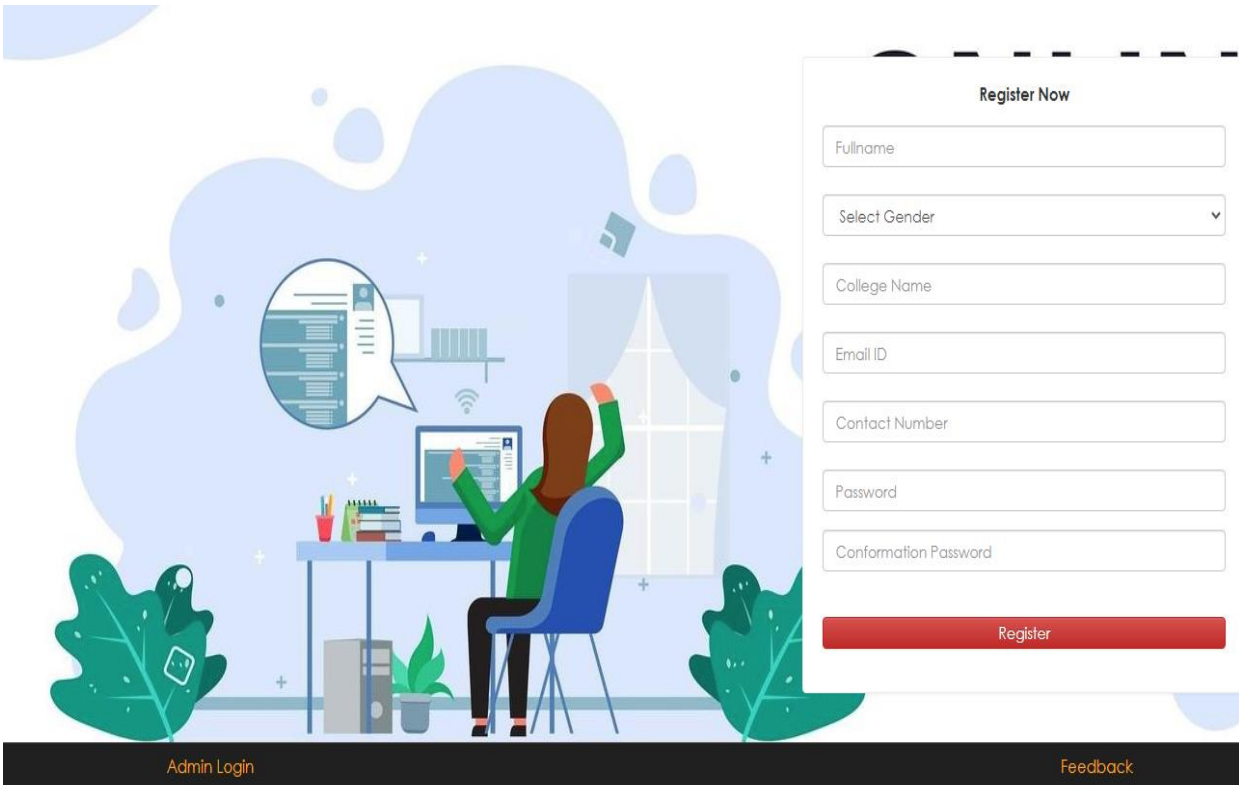 Register Now
Fullname
Select Gender
College Name
Email ID
Contact Number
Password
Conformation Password
Register
Admin Login
Feedback